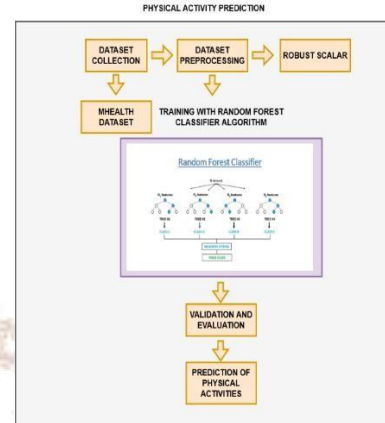 PHYSICAL ACTIVITY PREDICTION
DATASET
COLLECTION
DATASET
PREPROCESSING
ROBUST SCALAR
MHEALTH
DATASET
TRAINING WITH RANDOM FOREST
CLASSIFIER ALGORITHM
Random Forest Classifier
VALIDATION AND
EVALUATION
PREDICTION OF
PHYSICAL
ACTIVITIES